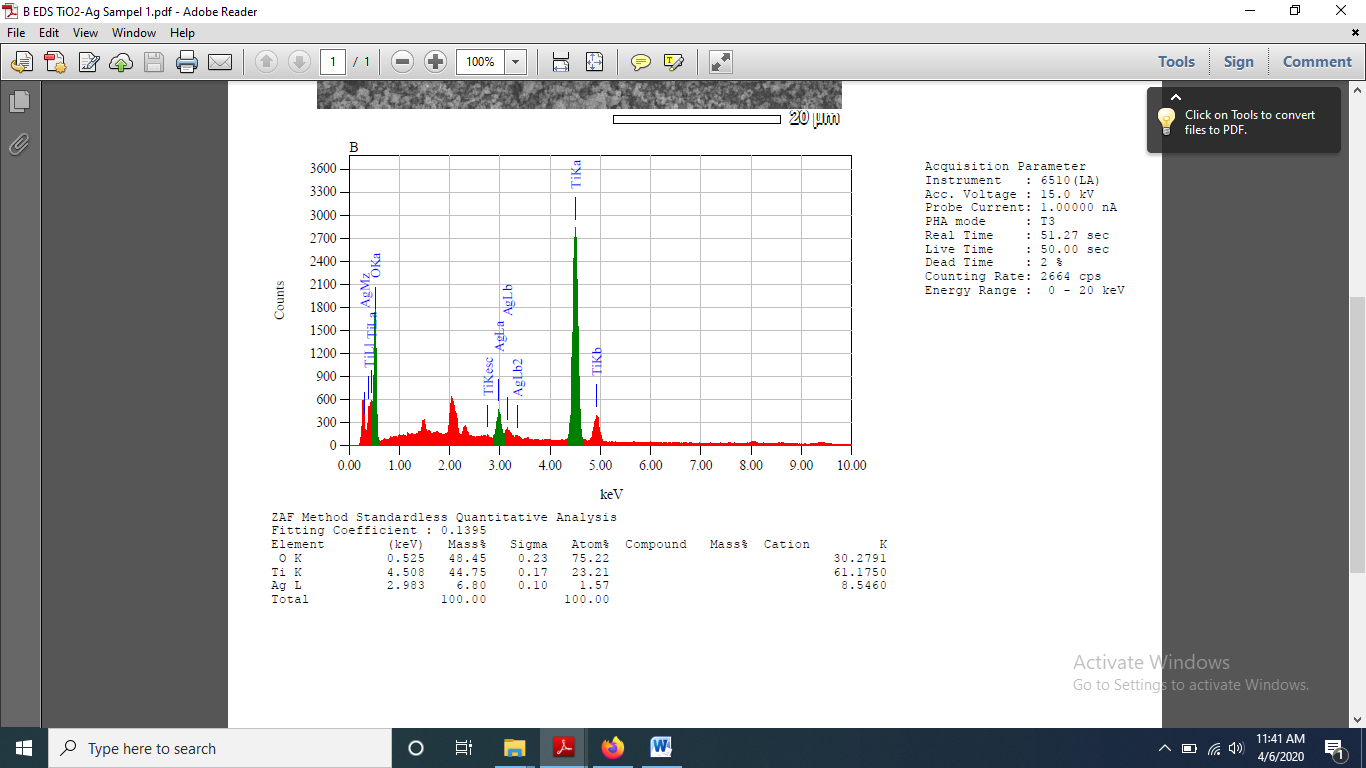 B EDS TiO2-Ag Sampel 1.pdf - Adobe Reader
File Edit View Window Help
1 / 1 100% Tools Sign Comment
Click on Tools to convert
files to PDF.
20 µm
B
Counts
3600
3300
3000
2700
2400
2100
1800
1500
1200
900
600
300
0
TiLl
TiLa
AgMz
OKa
TiKesc
AgLa
AgLb
AgLb2
TiKa
TiKb
0.00 1.00 2.00 3.00 4.00 5.00 6.00 7.00 8.00 9.00 10.00
keV
Acquisition Parameter
Instrument : 6510(LA)
Acc. Voltage : 15.0 kV
Probe Current: 1.00000 nA
PHA mode : T3
Real Time : 51.27 sec
Live Time : 50.00 sec
Dead Time : 2 %
Counting Rate: 2664 cps
Energy Range : 0 - 20 keV
ZAF Method Standardless Quantitative Analysis
Fitting Coefficient : 0.1395
Element (keV) Mass% Sigma Atom% Compound Mass% Cation K
O K 0.525 48.45 0.23 75.22 30.2791
Ti K 4.508 44.75 0.17 23.21 61.1750
Ag L 2.983 6.80 0.10 1.57 8.5460
Total 100.00 100.00
Activate Windows
Go to Settings to activate Windows.
Type here to search
11:41 AM
4/6/2020
1